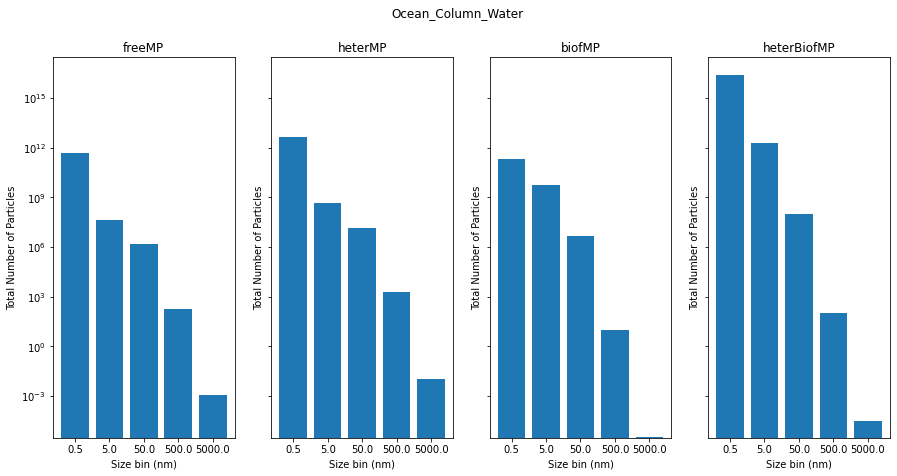 Ocean_Column_Water
freeMP
heterMP
biofMP
heterBiofMP
Total Number of Particles
10^15
10^12
10^9
10^6
10^3
10^0
10^-3
0.5 5.0 50.0 500.0 5000.0
Size bin (nm)
Total Number of Particles
0.5 5.0 50.0 500.0 5000.0
Size bin (nm)
Total Number of Particles
0.5 5.0 50.0 500.0 5000.0
Size bin (nm)
Total Number of Particles
0.5 5.0 50.0 500.0 5000.0
Size bin (nm)